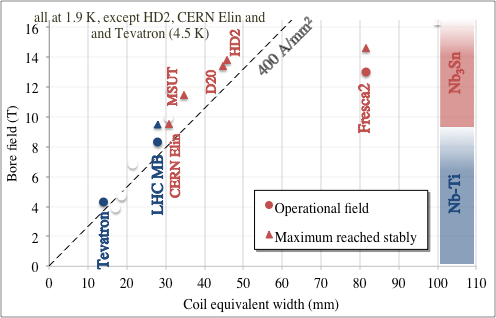 all at 1.9 K, except HD2, CERN Elin and
and Tevatron (4.5 K)
400 A/mm²
HD2
D20
MSUT
CERN Elin
LHC MB
Tevatron
Fresca2
Nb₃Sn
Nb-Ti
Operational field
Maximum reached stably
Bore field (T)
16
14
12
10
8
6
4
2
0
0 10 20 30 40 50 60 70 80 90 100 110
Coil equivalent width (mm)